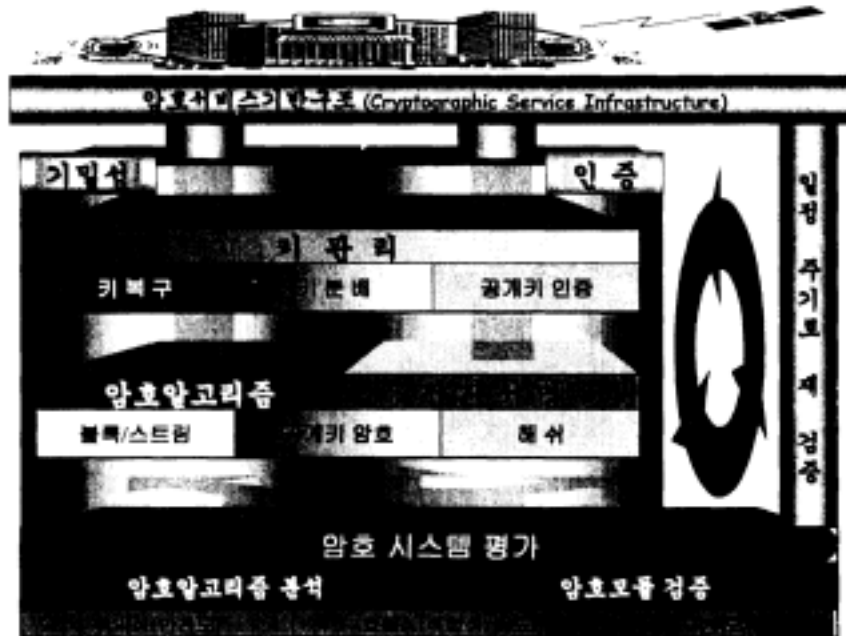 암호서비스기반구조 (Cryptographic Service Infrastructure)
기밀성
인 증
키 관 리
키 복 구
키 분 배
공개키 인증
암호알고리즘
블록/스트림
공개키 암호
해 쉬
암호 시스템 평가
암호알고리즘 분석
암호모듈 검증
일정 주기로 재 검증